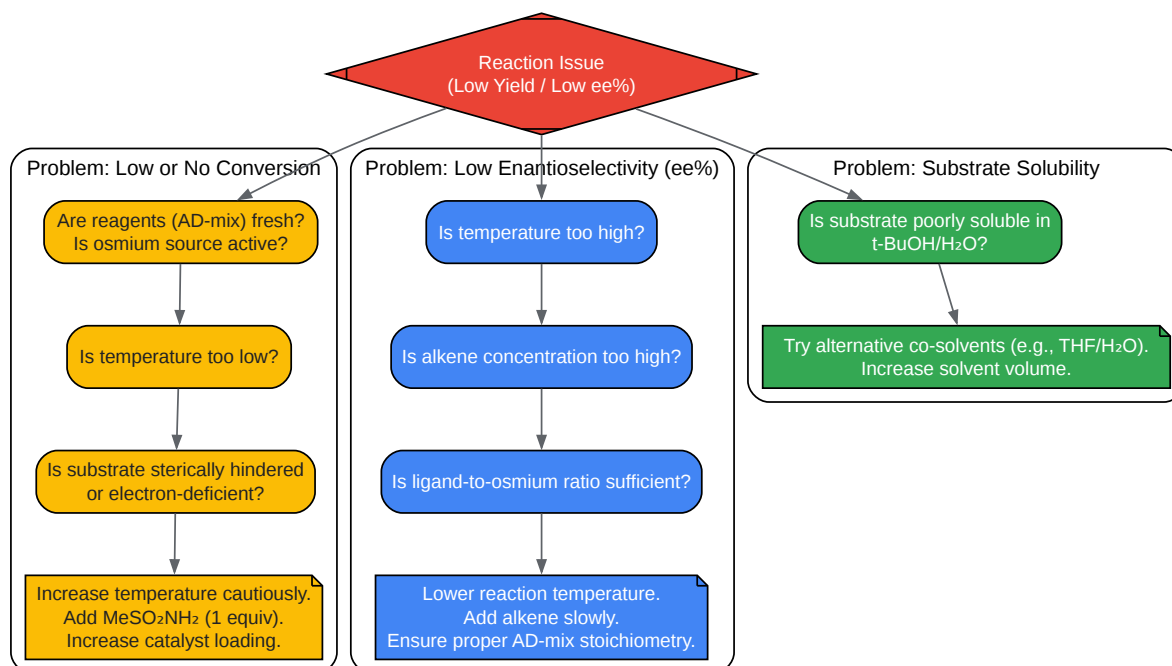 Reaction Issue
(Low Yield / Low ee%)
Problem: Low or No Conversion
Are reagents (AD-mix) fresh?
Is osmium source active?
Is temperature too low?
Is substrate sterically hindered
or electron-deficient?
Increase temperature cautiously.
Add MeSO₂NH₂ (1 equiv).
Increase catalyst loading.
Problem: Low Enantioselectivity (ee%)
Is temperature too high?
Is alkene concentration too high?
Is ligand-to-osmium ratio sufficient?
Lower reaction temperature.
Add alkene slowly.
Ensure proper AD-mix stoichiometry.
Problem: Substrate Solubility
Is substrate poorly soluble in
t-BuOH/H₂O?
Try alternative co-solvents (e.g., THF/H₂O).
Increase solvent volume.